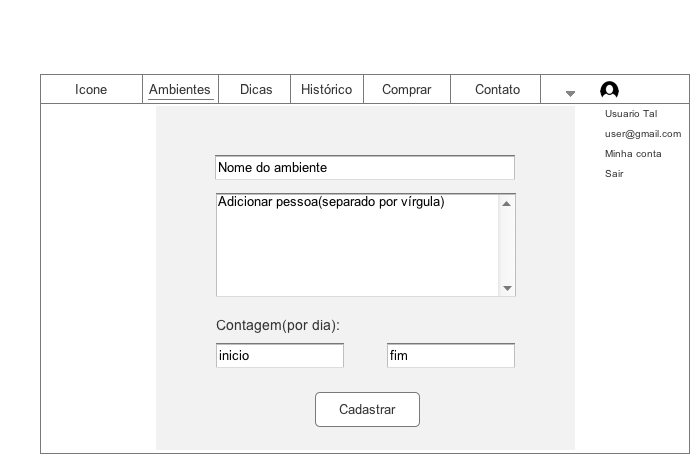 Icone Ambientes Dicas Histórico Comprar Contato
Usuario Tal
user@gmail.com
Minha conta
Sair
Nome do ambiente
Adicionar pessoa(separado por vírgula)
Contagem(por dia):
inicio fim
Cadastrar